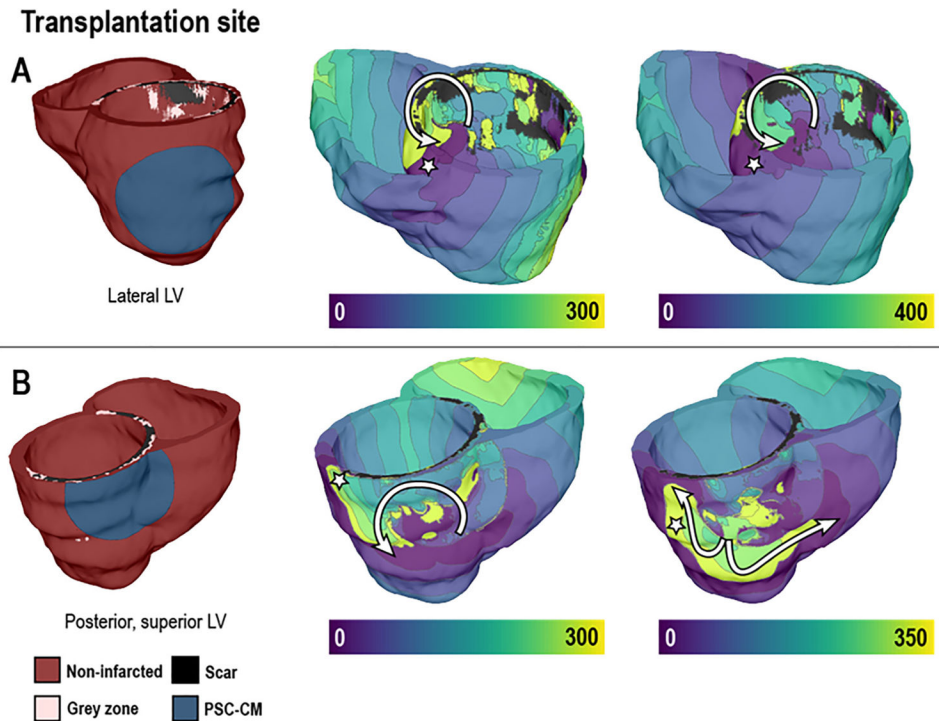 Transplantation site
A
Lateral LV
0 300
0 400
B
Posterior, superior LV
0 300
0 350
Non-infarcted
Scar
Grey zone
PSC-CM